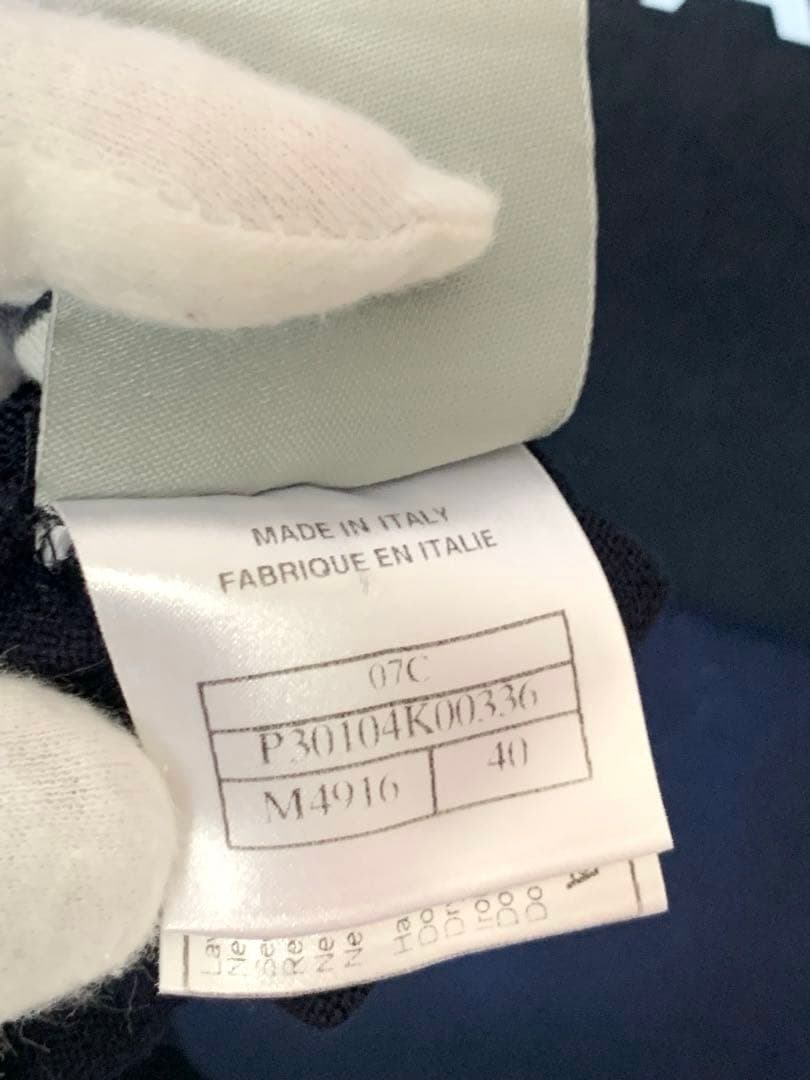 MADE IN ITALY
FABRIQUE EN ITALIE
07C
P30104K00336
M4916 40